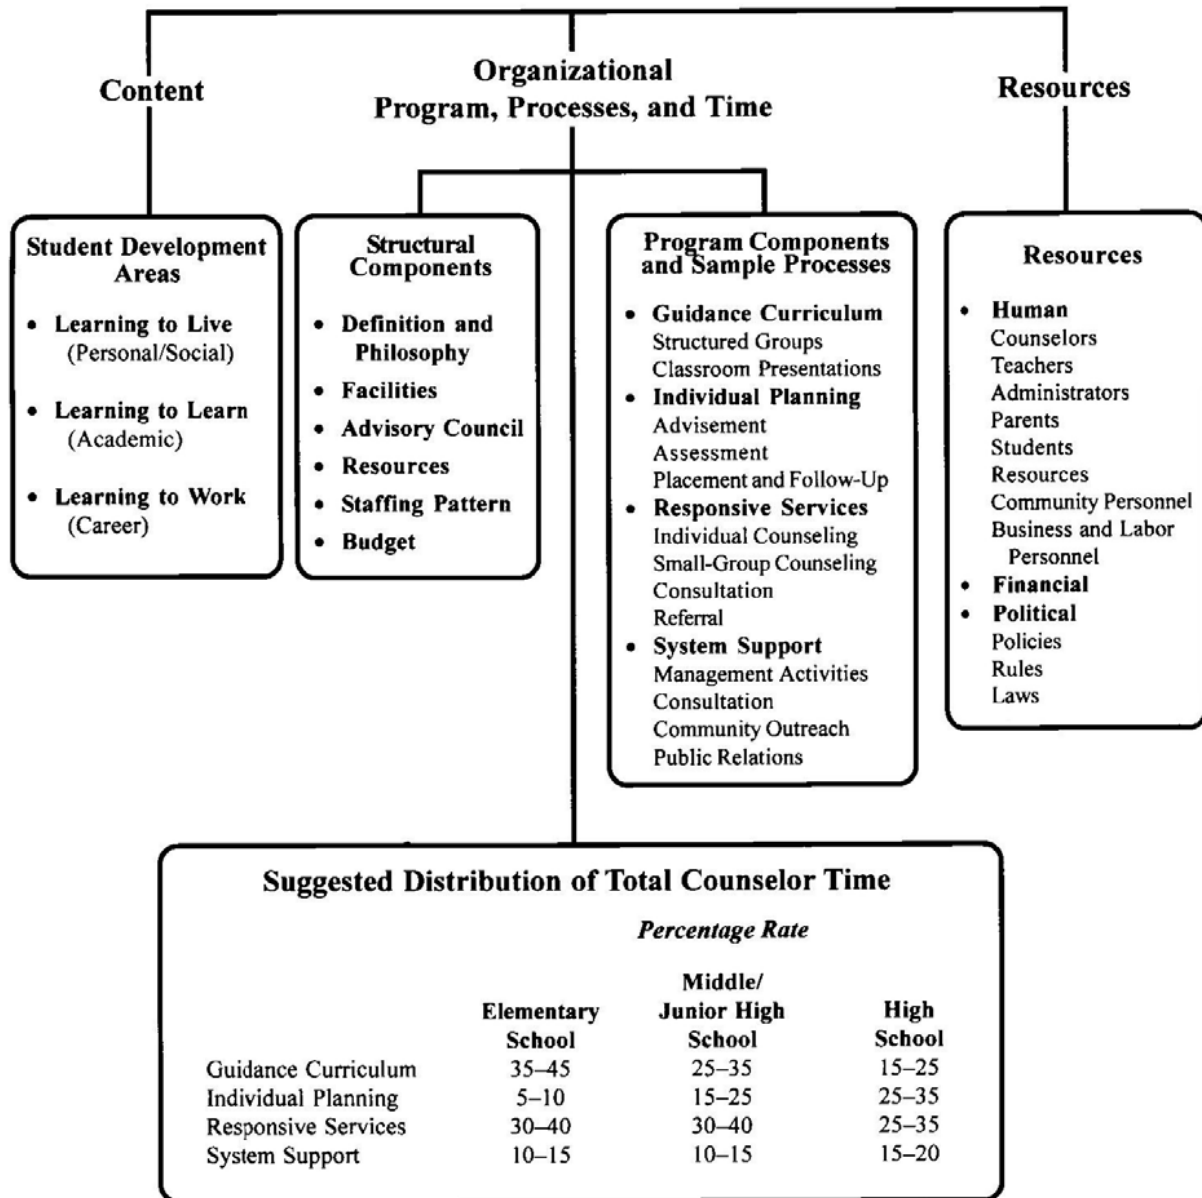 Content
Organizational
Program, Processes, and Time
Resources
Student Development
Areas
• Learning to Live
(Personal/Social)
• Learning to Learn
(Academic)
• Learning to Work
(Career)
Structural
Components
• Definition and
Philosophy
• Facilities
• Advisory Council
• Resources
• Staffing Pattern
• Budget
Program Components
and Sample Processes
• Guidance Curriculum
Structured Groups
Classroom Presentations
• Individual Planning
Advisement
Assessment
Placement and Follow-Up
• Responsive Services
Individual Counseling
Small-Group Counseling
Consultation
Referral
• System Support
Management Activities
Consultation
Community Outreach
Public Relations
Resources
• Human
Counselors
Teachers
Administrators
Parents
Students
Resources
Community Personnel
Business and Labor
Personnel
• Financial
• Political
Policies
Rules
Laws
Suggested Distribution of Total Counselor Time
Percentage Rate
Middle/
Elementary Junior High High
School School School
Guidance Curriculum 35–45 25–35 15–25
Individual Planning 5–10 15–25 25–35
Responsive Services 30–40 30–40 25–35
System Support 10–15 10–15 15–20